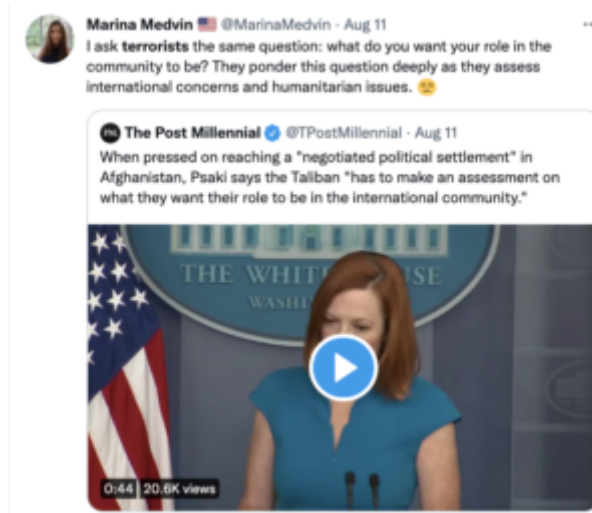 Marina Medvin 🇺🇸 @MarinaMedvin · Aug 11
I ask terrorists the same question: what do you want your role in the
community to be? They ponder this question deeply as they assess
international concerns and humanitarian issues. 😔
The Post Millennial @TPostMillennial · Aug 11
When pressed on reaching a "negotiated political settlement" in
Afghanistan, Psaki says the Taliban "has to make an assessment on
what they want their role to be in the international community."
THE WHIT USE
WASHI
0:44 20.6K views